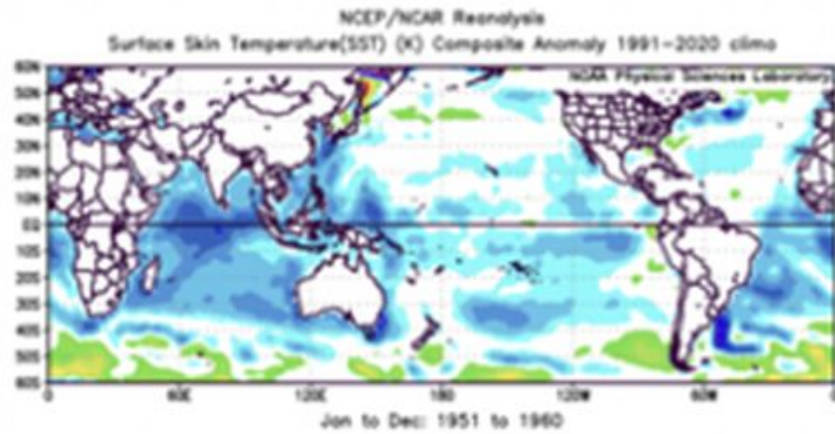 NCEP/NCAR Reanalysis
Surface Skin Temperature(SST) (K) Composite Anomaly 1991-2020 climo
NOAA Physical Sciences Laboratory
60N
50N
40N
30N
20N
10N
EQ
10S
20S
30S
40S
50S
60S
0 60E 120E 180 120W 60W 0
Jan to Dec: 1951 to 1960